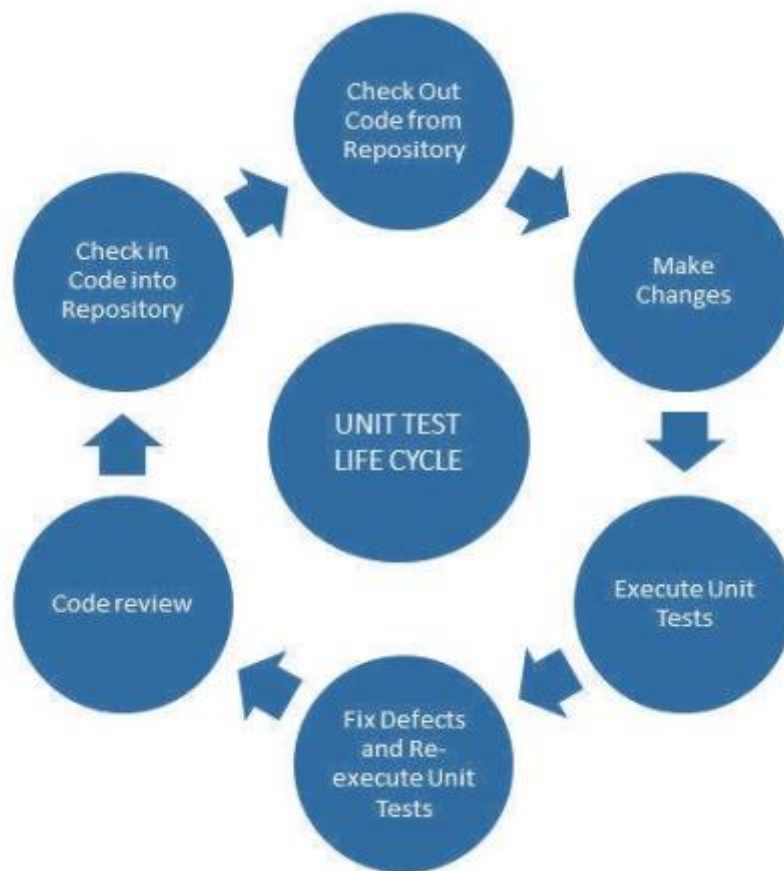 Check Out
Code from
Repository
Make
Changes
Execute Unit
Tests
Fix Defects
and Re-
execute Unit
Tests
Code review
Check in
Code into
Repository
UNIT TEST
LIFE CYCLE